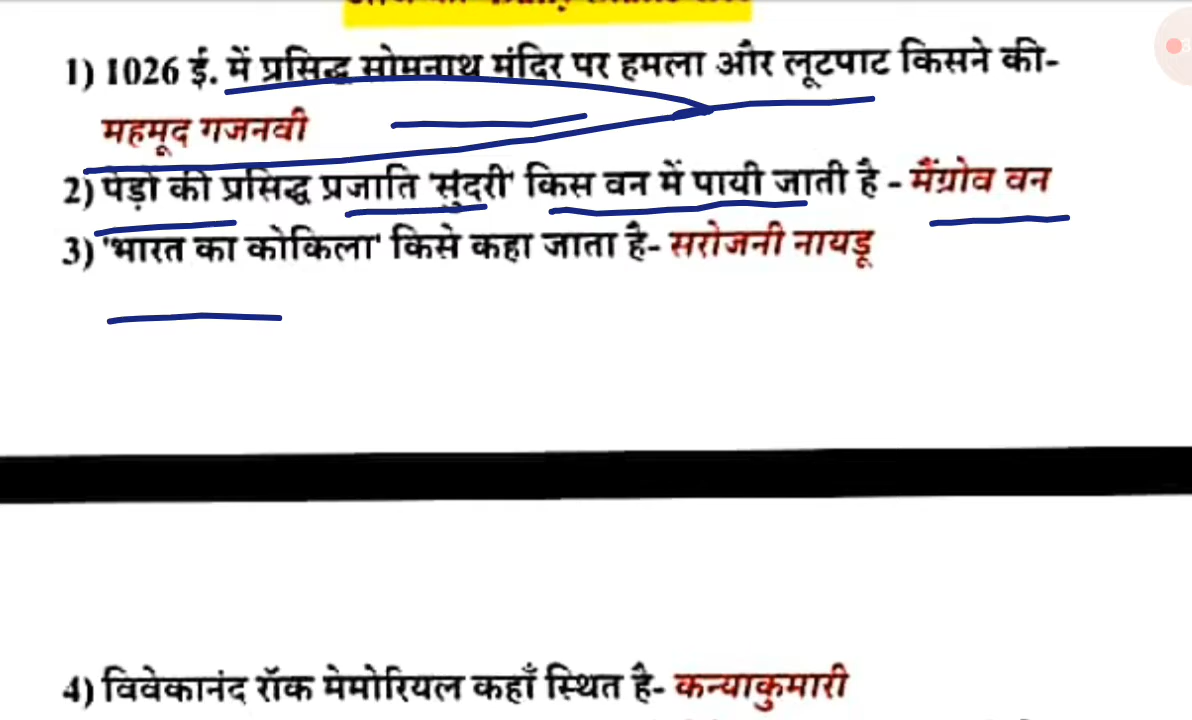 1) 1026 ई. में प्रसिद्ध सोमनाथ मंदिर पर हमला और लूटपाट किसने की-
महमूद गजनवी
2) पेड़ों की प्रसिद्ध प्रजाति 'सुंदरी' किस वन में पायी जाती है - मैंग्रोव वन
3) 'भारत का कोकिला' किसे कहा जाता है- सरोजनी नायडू
4) विवेकानंद रॉक मेमोरियल कहाँ स्थित है- कन्याकुमारी